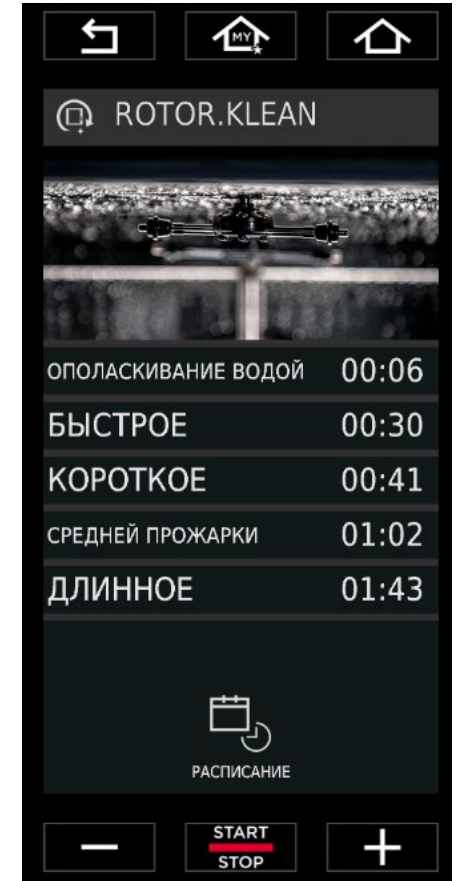 MY
ROTOR.KLEAN
ОПОЛАСКИВАНИЕ ВОДОЙ 00:06
БЫСТРОЕ 00:30
КОРОТКОЕ 00:41
СРЕДНЕЙ ПРОЖАРКИ 01:02
ДЛИННОЕ 01:43
РАСПИСАНИЕ
START
STOP